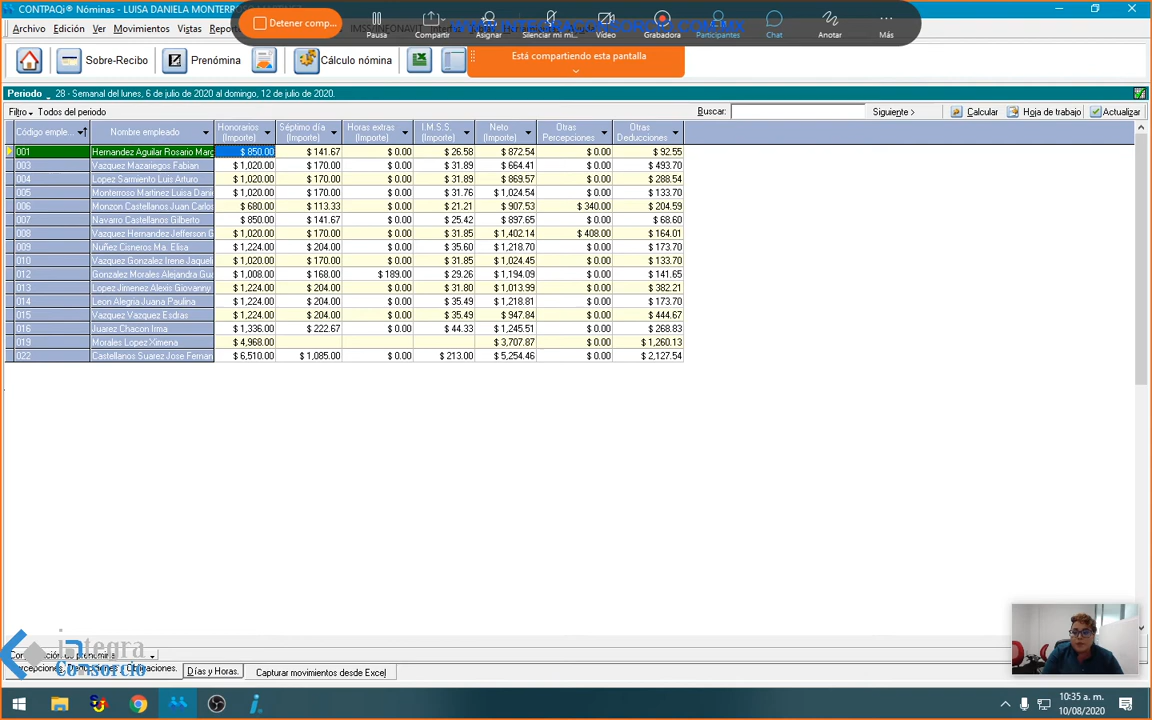 CONTPAQi® Nóminas - LUISA DANIELA
Detener comp...
WWW.INTEGRACONSORCIO.COM.MX
Pausa Compartir Asignar Silenciar mi mi... Vídeo Grabadora Participantes Chat Anotar Más
Archivo Edición Ver Movimientos Vistas IMSS/INFONAVIT
Sobre-Recibo Prenómina Cálculo nómina
Está compartiendo esta pantalla
Periodo 28 - Semanal del lunes, 6 de julio de 2020 al domingo, 12 de julio de 2020.
Filtro Todos del periodo Buscar: Siguiente > Calcular Hoja de trabajo Actualizar
Código emple... Nombre empleado Honorarios (Importe) Séptimo día (Importe) Horas extras (Importe) I.M.S.S. (Importe) Neto (Importe) Otras Percepciones Otras Deducciones
001 Hernandez Aguilar Rosario Marg $ 850.00 $ 141.67 $ 0.00 $ 26.58 $ 872.54 $ 0.00 $ 92.55
003 Vazquez Mazariegos Fabian $ 1,020.00 $ 170.00 $ 0.00 $ 31.89 $ 664.41 $ 0.00 $ 493.70
004 Lopez Sarmiento Luis Arturo $ 1,020.00 $ 170.00 $ 0.00 $ 31.89 $ 869.57 $ 0.00 $ 288.54
005 Monterroso Martinez Luisa Dani $ 1,020.00 $ 170.00 $ 0.00 $ 31.76 $ 1,024.54 $ 0.00 $ 133.70
006 Monzon Castellanos Juan Carlos $ 680.00 $ 113.33 $ 0.00 $ 21.21 $ 907.53 $ 340.00 $ 204.59
007 Navarro Castellanos Gilberto $ 850.00 $ 141.67 $ 0.00 $ 25.42 $ 897.65 $ 0.00 $ 68.60
008 Vazquez Hernandez Jefferson G $ 1,020.00 $ 170.00 $ 0.00 $ 31.85 $ 1,402.14 $ 408.00 $ 164.01
009 Nuñez Cisneros Ma. Elisa $ 1,224.00 $ 204.00 $ 0.00 $ 35.60 $ 1,218.70 $ 0.00 $ 173.70
010 Vazquez Gonzalez Irene Jaqueli $ 1,020.00 $ 170.00 $ 0.00 $ 31.85 $ 1,024.45 $ 0.00 $ 133.70
012 Gonzalez Morales Alejandra Gua $ 1,008.00 $ 168.00 $ 189.00 $ 29.26 $ 1,194.09 $ 0.00 $ 141.65
013 Lopez Jimenez Alexis Giovanny $ 1,224.00 $ 204.00 $ 0.00 $ 31.80 $ 1,013.99 $ 0.00 $ 382.21
014 Leon Alegria Juana Paulina $ 1,224.00 $ 204.00 $ 0.00 $ 35.49 $ 1,218.81 $ 0.00 $ 173.70
015 Vazquez Vazquez Esdras $ 1,224.00 $ 204.00 $ 0.00 $ 35.49 $ 947.84 $ 0.00 $ 444.67
016 Juarez Chacon Irma $ 1,336.00 $ 222.67 $ 0.00 $ 44.33 $ 1,245.51 $ 0.00 $ 268.83
019 Morales Lopez Ximena $ 4,968.00 $ 3,707.87 $ 0.00 $ 1,260.13
022 Castellanos Suarez Jose Fernan $ 6,510.00 $ 1,085.00 $ 0.00 $ 213.00 $ 5,254.46 $ 0.00 $ 2,127.54
integra
Consorcio
Días y Horas. Capturar movimientos desde Excel
10:35 a. m.
10/08/2020